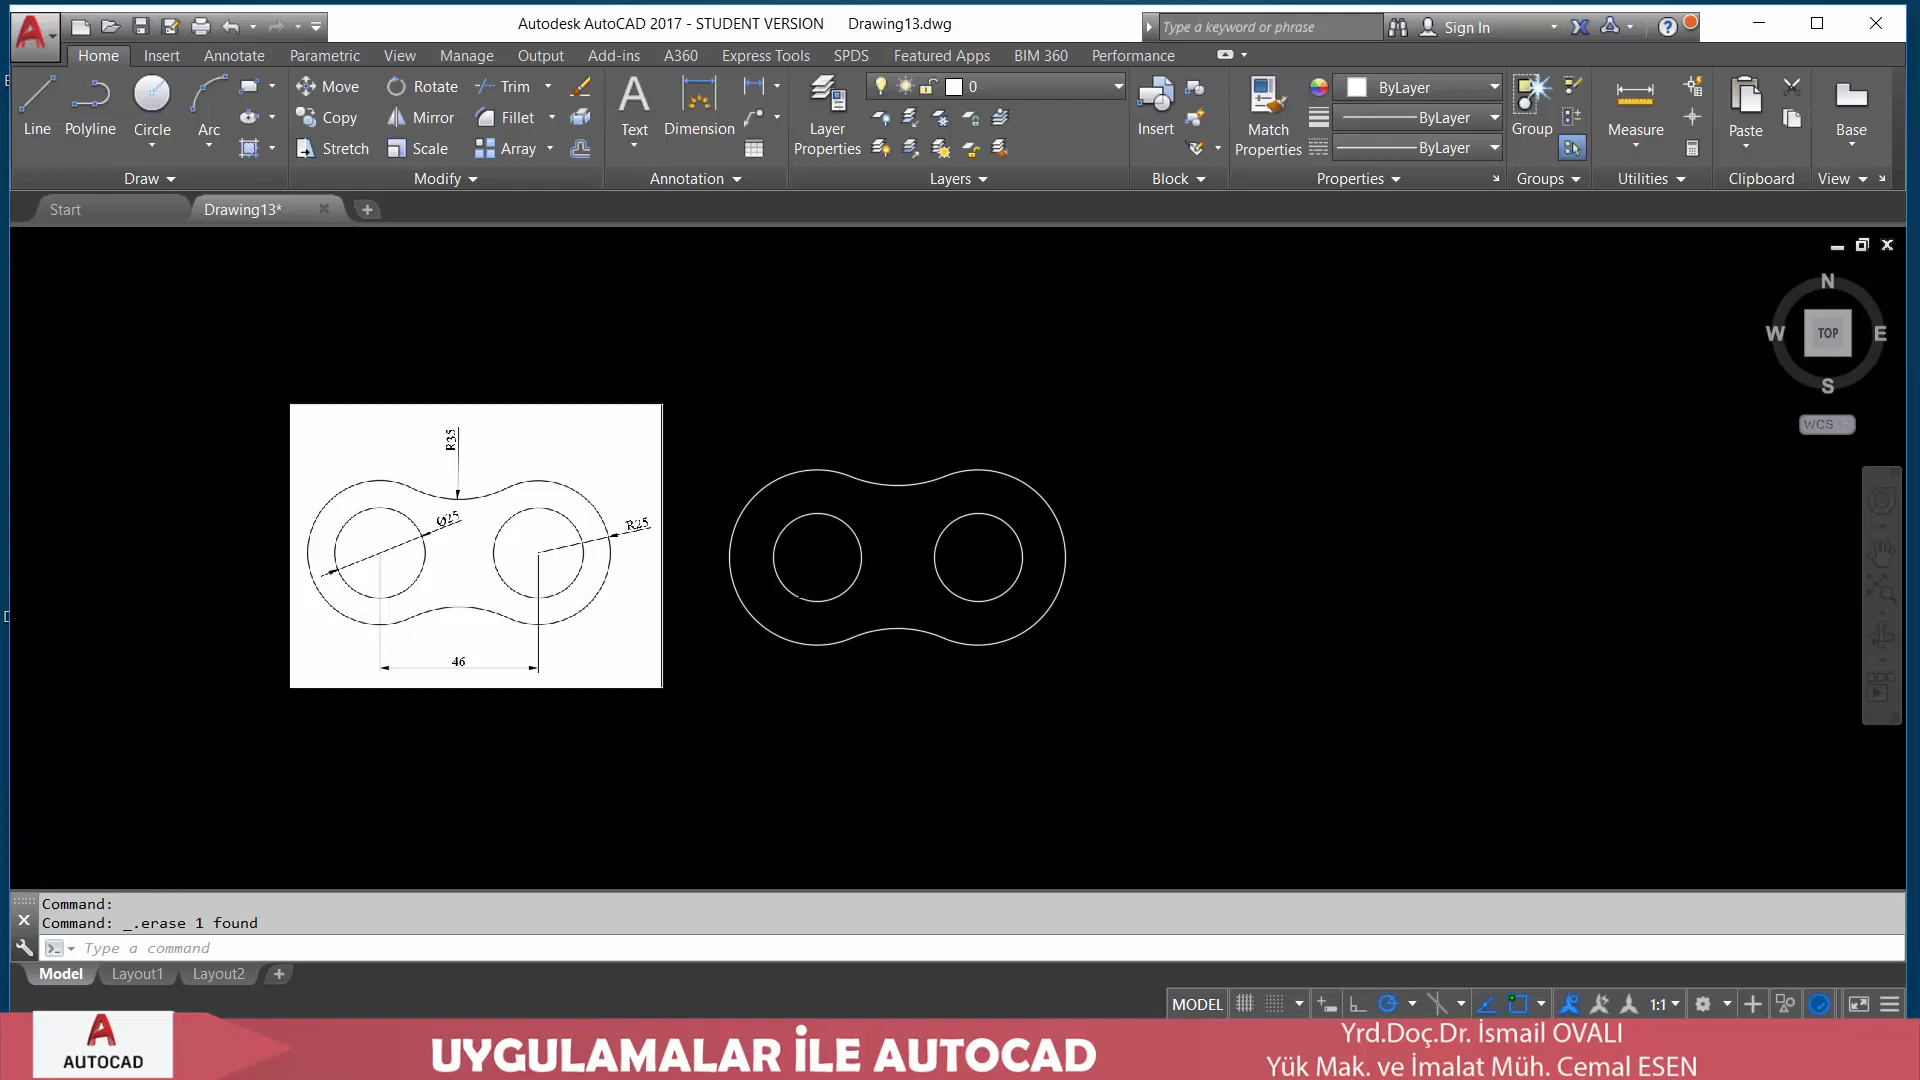 Autodesk AutoCAD 2017 - STUDENT VERSION Drawing13.dwg
Type a keyword or phrase
Sign In
Home Insert Annotate Parametric View Manage Output Add-ins A360 Express Tools SPDS Featured Apps BIM 360 Performance
Line Polyline Circle Arc
Move Rotate Trim
Copy Mirror Fillet
Stretch Scale Array
Text Dimension
Layer Properties
0
Insert
Match Properties
ByLayer
ByLayer
ByLayer
Group
Measure
Paste
Base
Draw Modify Annotation Layers Block Properties Groups Utilities Clipboard View
Start Drawing13*
N
W TOP E
S
WCS
R35
Ø25
R25
46
Command:
Command: _.erase 1 found
Type a command
Model Layout1 Layout2
MODEL 1:1
AUTOCAD
UYGULAMALAR İLE AUTOCAD
Yrd.Doç.Dr. İsmail OVALI
Yük Mak. ve İmalat Müh. Cemal ESEN